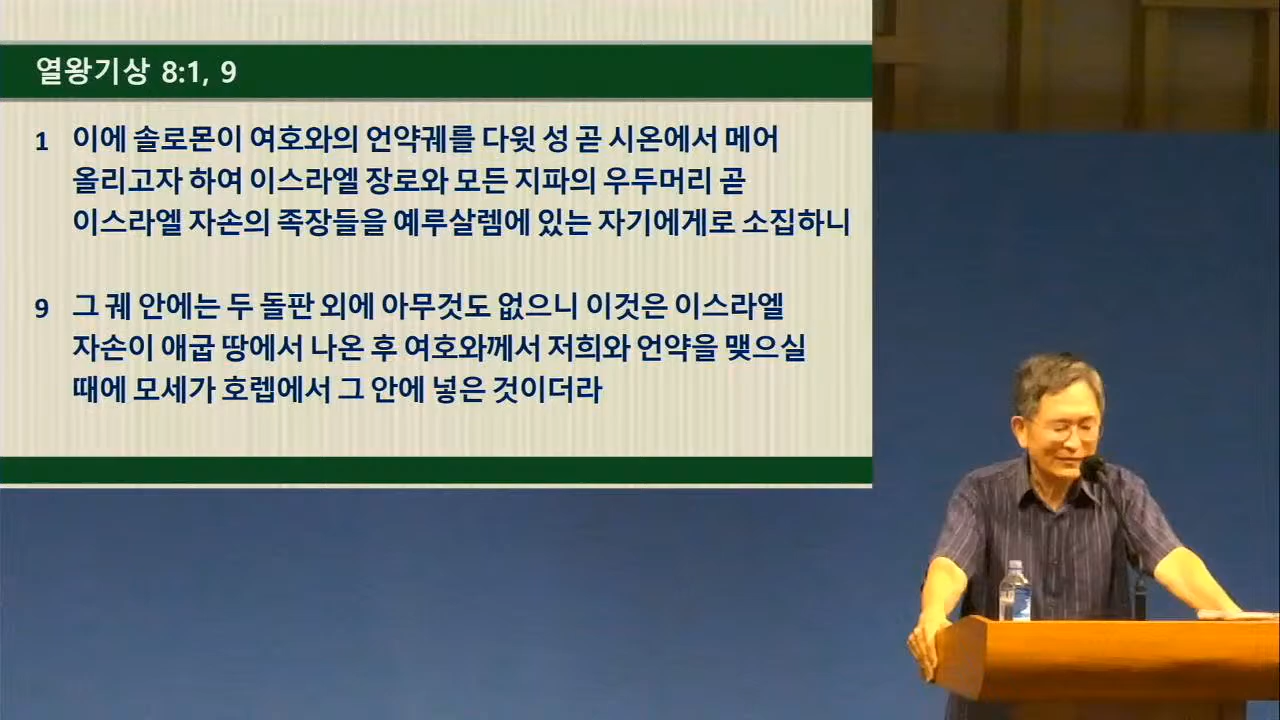 열왕기상 8:1, 9
1 이에 솔로몬이 여호와의 언약궤를 다윗 성 곧 시온에서 메어
올리고자 하여 이스라엘 장로와 모든 지파의 우두머리 곧
이스라엘 자손의 족장들을 예루살렘에 있는 자기에게로 소집하니
9 그 궤 안에는 두 돌판 외에 아무것도 없으니 이것은 이스라엘
자손이 애굽 땅에서 나온 후 여호와께서 저희와 언약을 맺으실
때에 모세가 호렙에서 그 안에 넣은 것이더라